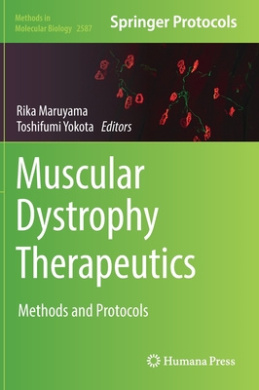 Methods in
Molecular Biology 2587
Springer Protocols
Rika Maruyama
Toshifumi Yokota Editors
Muscular
Dystrophy
Therapeutics
Methods and Protocols
Humana Press